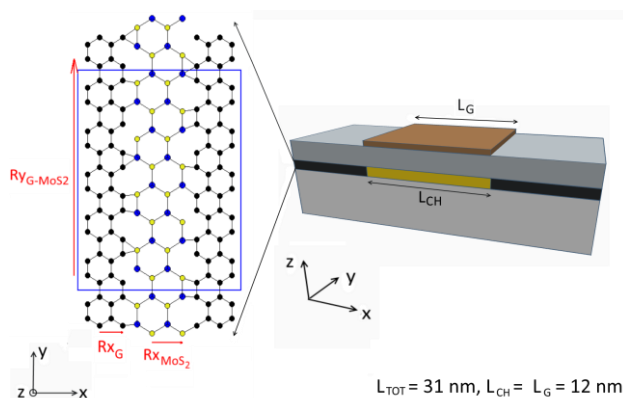 Ry_G-MoS2
Rx_G
Rx_MoS₂
y
z
x
L_G
L_CH
z
y
x
L_TOT = 31 nm, L_CH = L_G = 12 nm